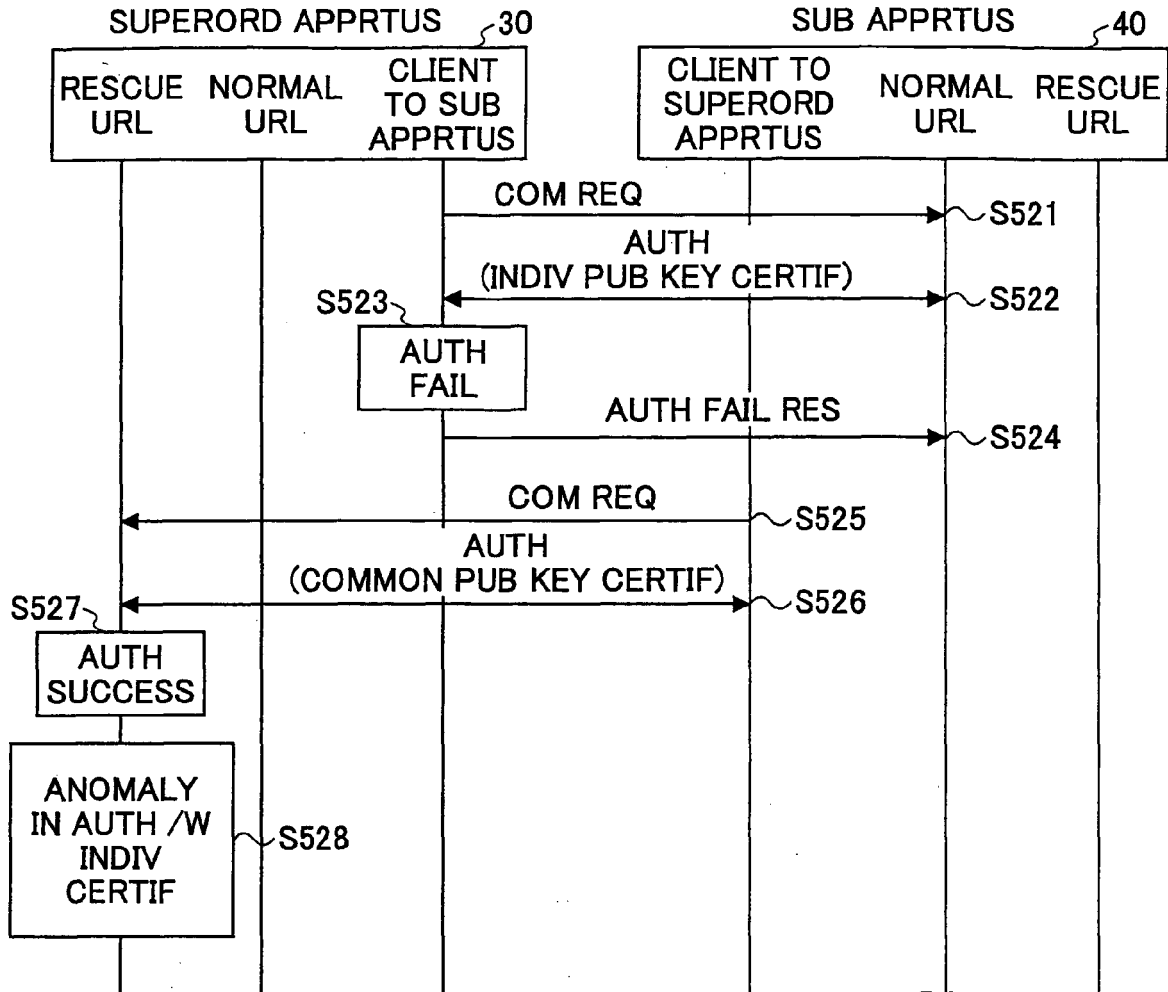 SUPERORD APPRTUS
30
SUB APPRTUS
40
RESCUE
URL
NORMAL
URL
CLIENT
TO SUB
APPRTUS
CLIENT TO
SUPERORD
APPRTUS
NORMAL
URL
RESCUE
URL
COM REQ
S521
AUTH
(INDIV PUB KEY CERTIF)
S522
S523
AUTH
FAIL
AUTH FAIL RES
S524
COM REQ
S525
AUTH
(COMMON PUB KEY CERTIF)
S526
S527
AUTH
SUCCESS
ANOMALY
IN AUTH /W
INDIV
CERTIF
S528